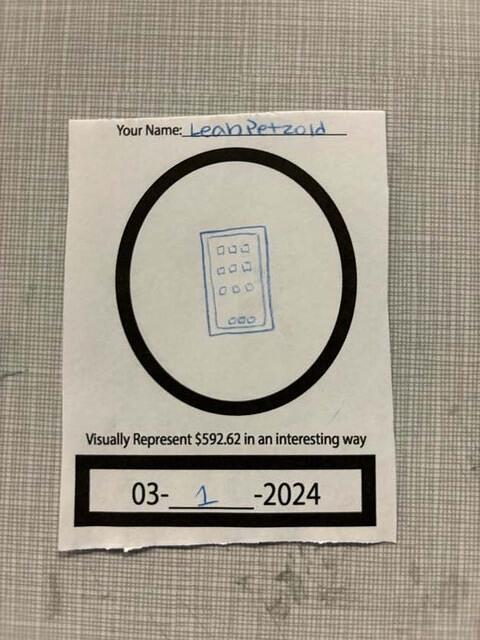 Your Name: Leah Petzold
Visually Represent $592.62 in an interesting way
03- 1 -2024